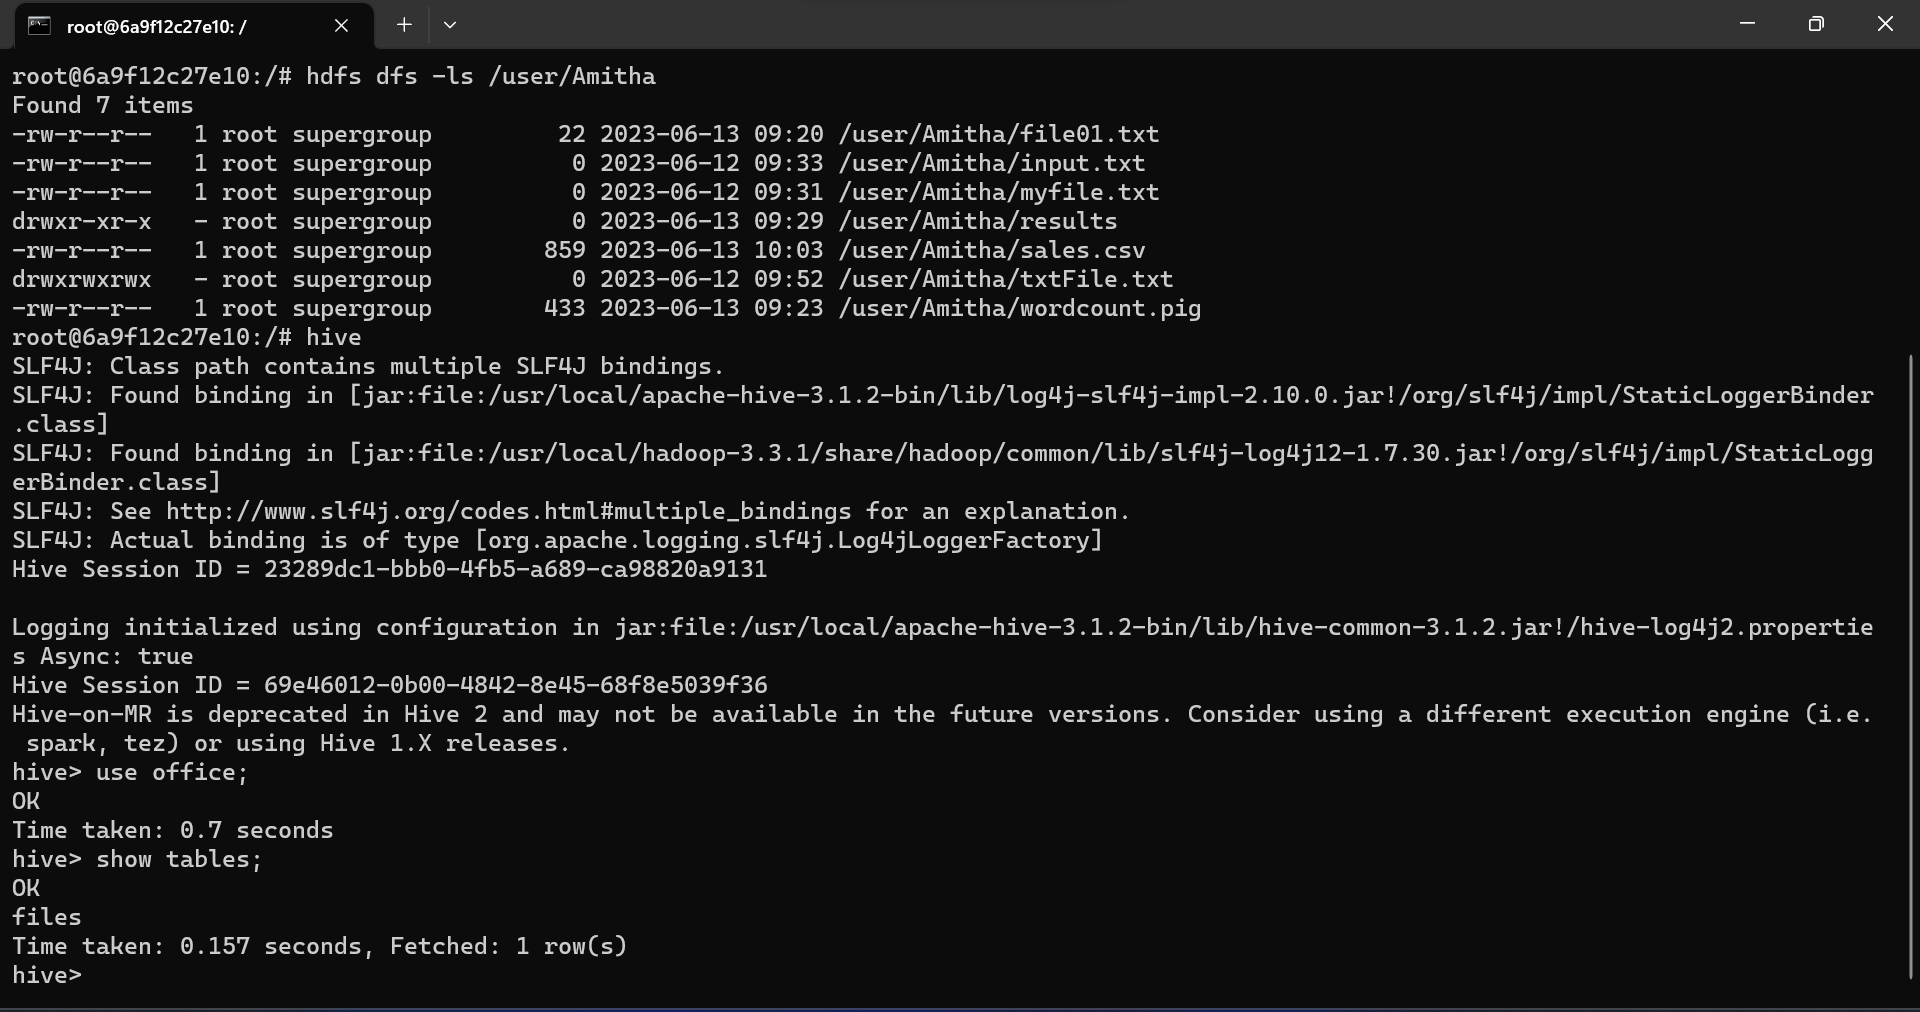 root@6a9f12c27e10: /
root@6a9f12c27e10:/# hdfs dfs -ls /user/Amitha
Found 7 items
-rw-r--r--   1 root supergroup         22 2023-06-13 09:20 /user/Amitha/file01.txt
-rw-r--r--   1 root supergroup          0 2023-06-12 09:33 /user/Amitha/input.txt
-rw-r--r--   1 root supergroup          0 2023-06-12 09:31 /user/Amitha/myfile.txt
drwxr-xr-x   - root supergroup          0 2023-06-13 09:29 /user/Amitha/results
-rw-r--r--   1 root supergroup        859 2023-06-13 10:03 /user/Amitha/sales.csv
drwxrwxrwx   - root supergroup          0 2023-06-12 09:52 /user/Amitha/txtFile.txt
-rw-r--r--   1 root supergroup        433 2023-06-13 09:23 /user/Amitha/wordcount.pig
root@6a9f12c27e10:/# hive
SLF4J: Class path contains multiple SLF4J bindings.
SLF4J: Found binding in [jar:file:/usr/local/apache-hive-3.1.2-bin/lib/log4j-slf4j-impl-2.10.0.jar!/org/slf4j/impl/StaticLoggerBinder
.class]
SLF4J: Found binding in [jar:file:/usr/local/hadoop-3.3.1/share/hadoop/common/lib/slf4j-log4j12-1.7.30.jar!/org/slf4j/impl/StaticLogg
erBinder.class]
SLF4J: See http://www.slf4j.org/codes.html#multiple_bindings for an explanation.
SLF4J: Actual binding is of type [org.apache.logging.slf4j.Log4jLoggerFactory]
Hive Session ID = 23289dc1-bbb0-4fb5-a689-ca98820a9131

Logging initialized using configuration in jar:file:/usr/local/apache-hive-3.1.2-bin/lib/hive-common-3.1.2.jar!/hive-log4j2.propertie
s Async: true
Hive Session ID = 69e46012-0b00-4842-8e45-68f8e5039f36
Hive-on-MR is deprecated in Hive 2 and may not be available in the future versions. Consider using a different execution engine (i.e.
 spark, tez) or using Hive 1.X releases.
hive> use office;
OK
Time taken: 0.7 seconds
hive> show tables;
OK
files
Time taken: 0.157 seconds, Fetched: 1 row(s)
hive>